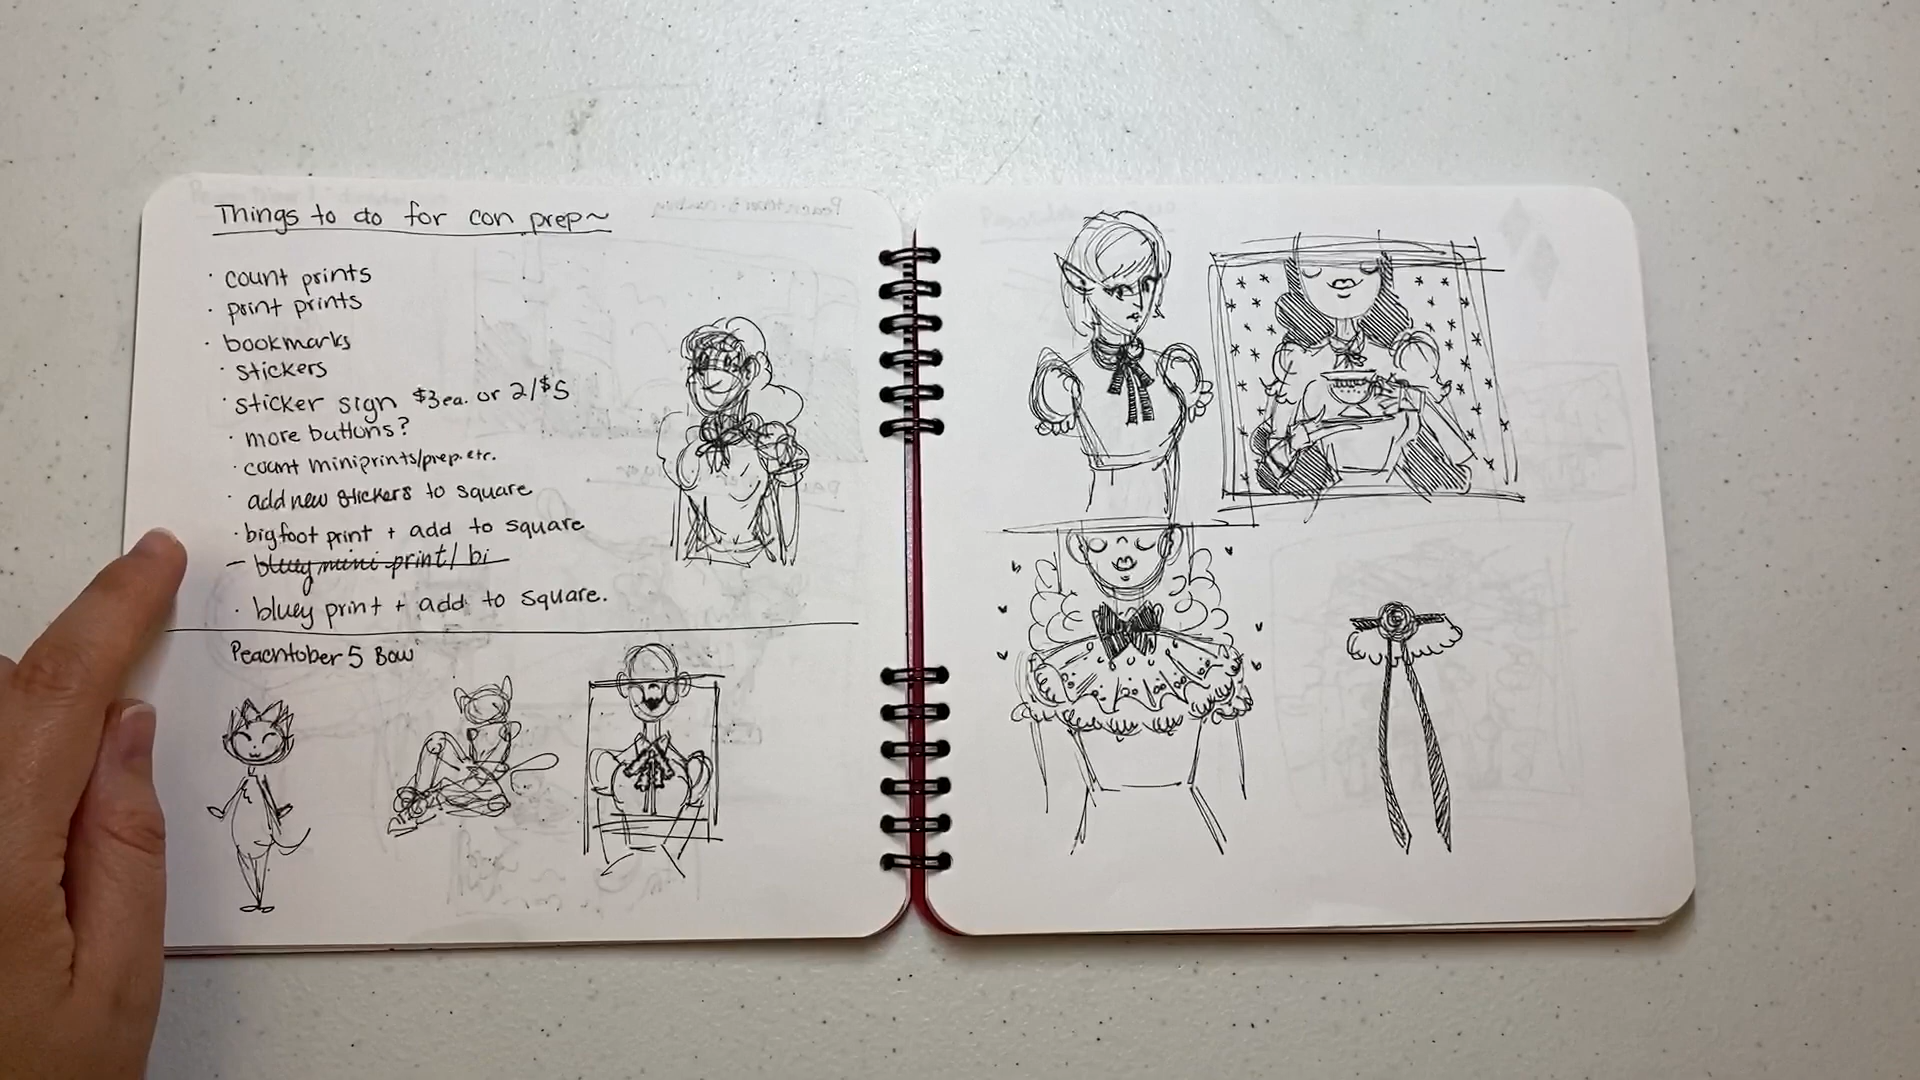 Things to do for con prep~
· count prints
· print prints
· bookmarks
· stickers
· sticker sign $3 ea. or 2/$5
· more buttons?
· count miniprints/prep. etc.
· add new stickers to square
· bigfoot print + add to square
– bluey mini print/ bi
· bluey print + add to square.
Peachtober 5 Bow